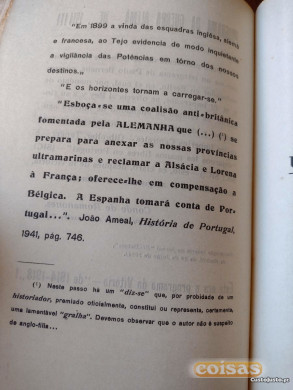 "Em 1899 a vinda das esquadras inglêsa, alemã
e francesa, ao Tejo evidencia de modo inquietante
a vigilância das Potências em tôrno dos nossos
destinos..."
"E os horizontes tornam a carregar-se."
"Esboça-se uma coalisão anti-britânica
fomentada pela ALEMANHA que (...) (¹) se
prepara para anexar as nossas províncias
ultramarinas e reclamar a Alsácia e Lorena
à França; oferece-lhe em compensação a
Bélgica. A Espanha tomará conta de Por-
tugal...". João Ameal, História de Portugal,
1941, pág. 746.
(¹) Nesta passo há um "diz-se" que, por probidade de um
historiador, premissa oficialmente, constitui ou representa, certamente,
uma lamentável "gralha". Devemos observar que o autor não é suspeito
de anglo-filia...
coisas